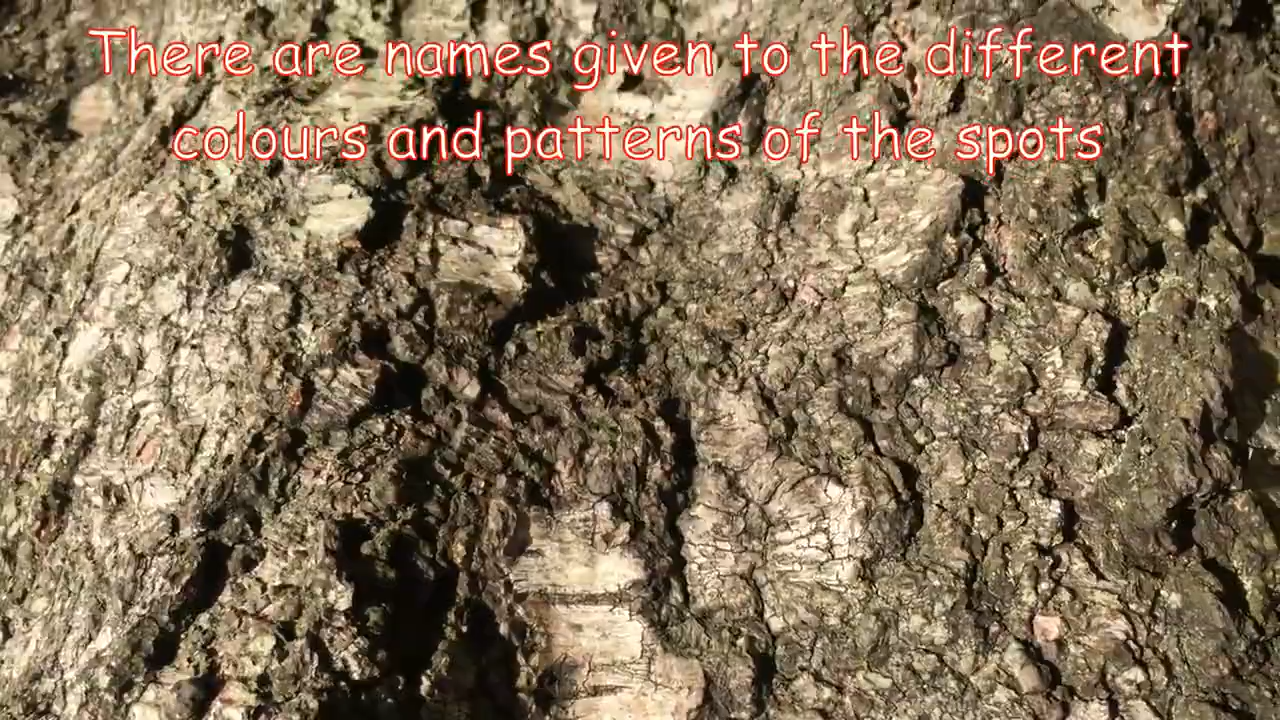 There are names given to the different
colours and patterns of the spots